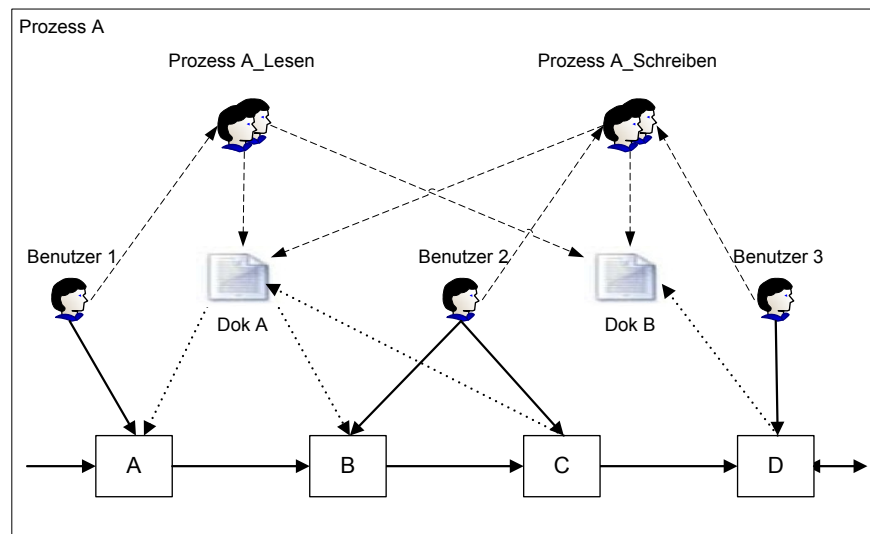 Prozess A
Prozess A_Lesen
Prozess A_Schreiben
Benutzer 1
Benutzer 2
Benutzer 3
Dok A
Dok B
A
B
C
D